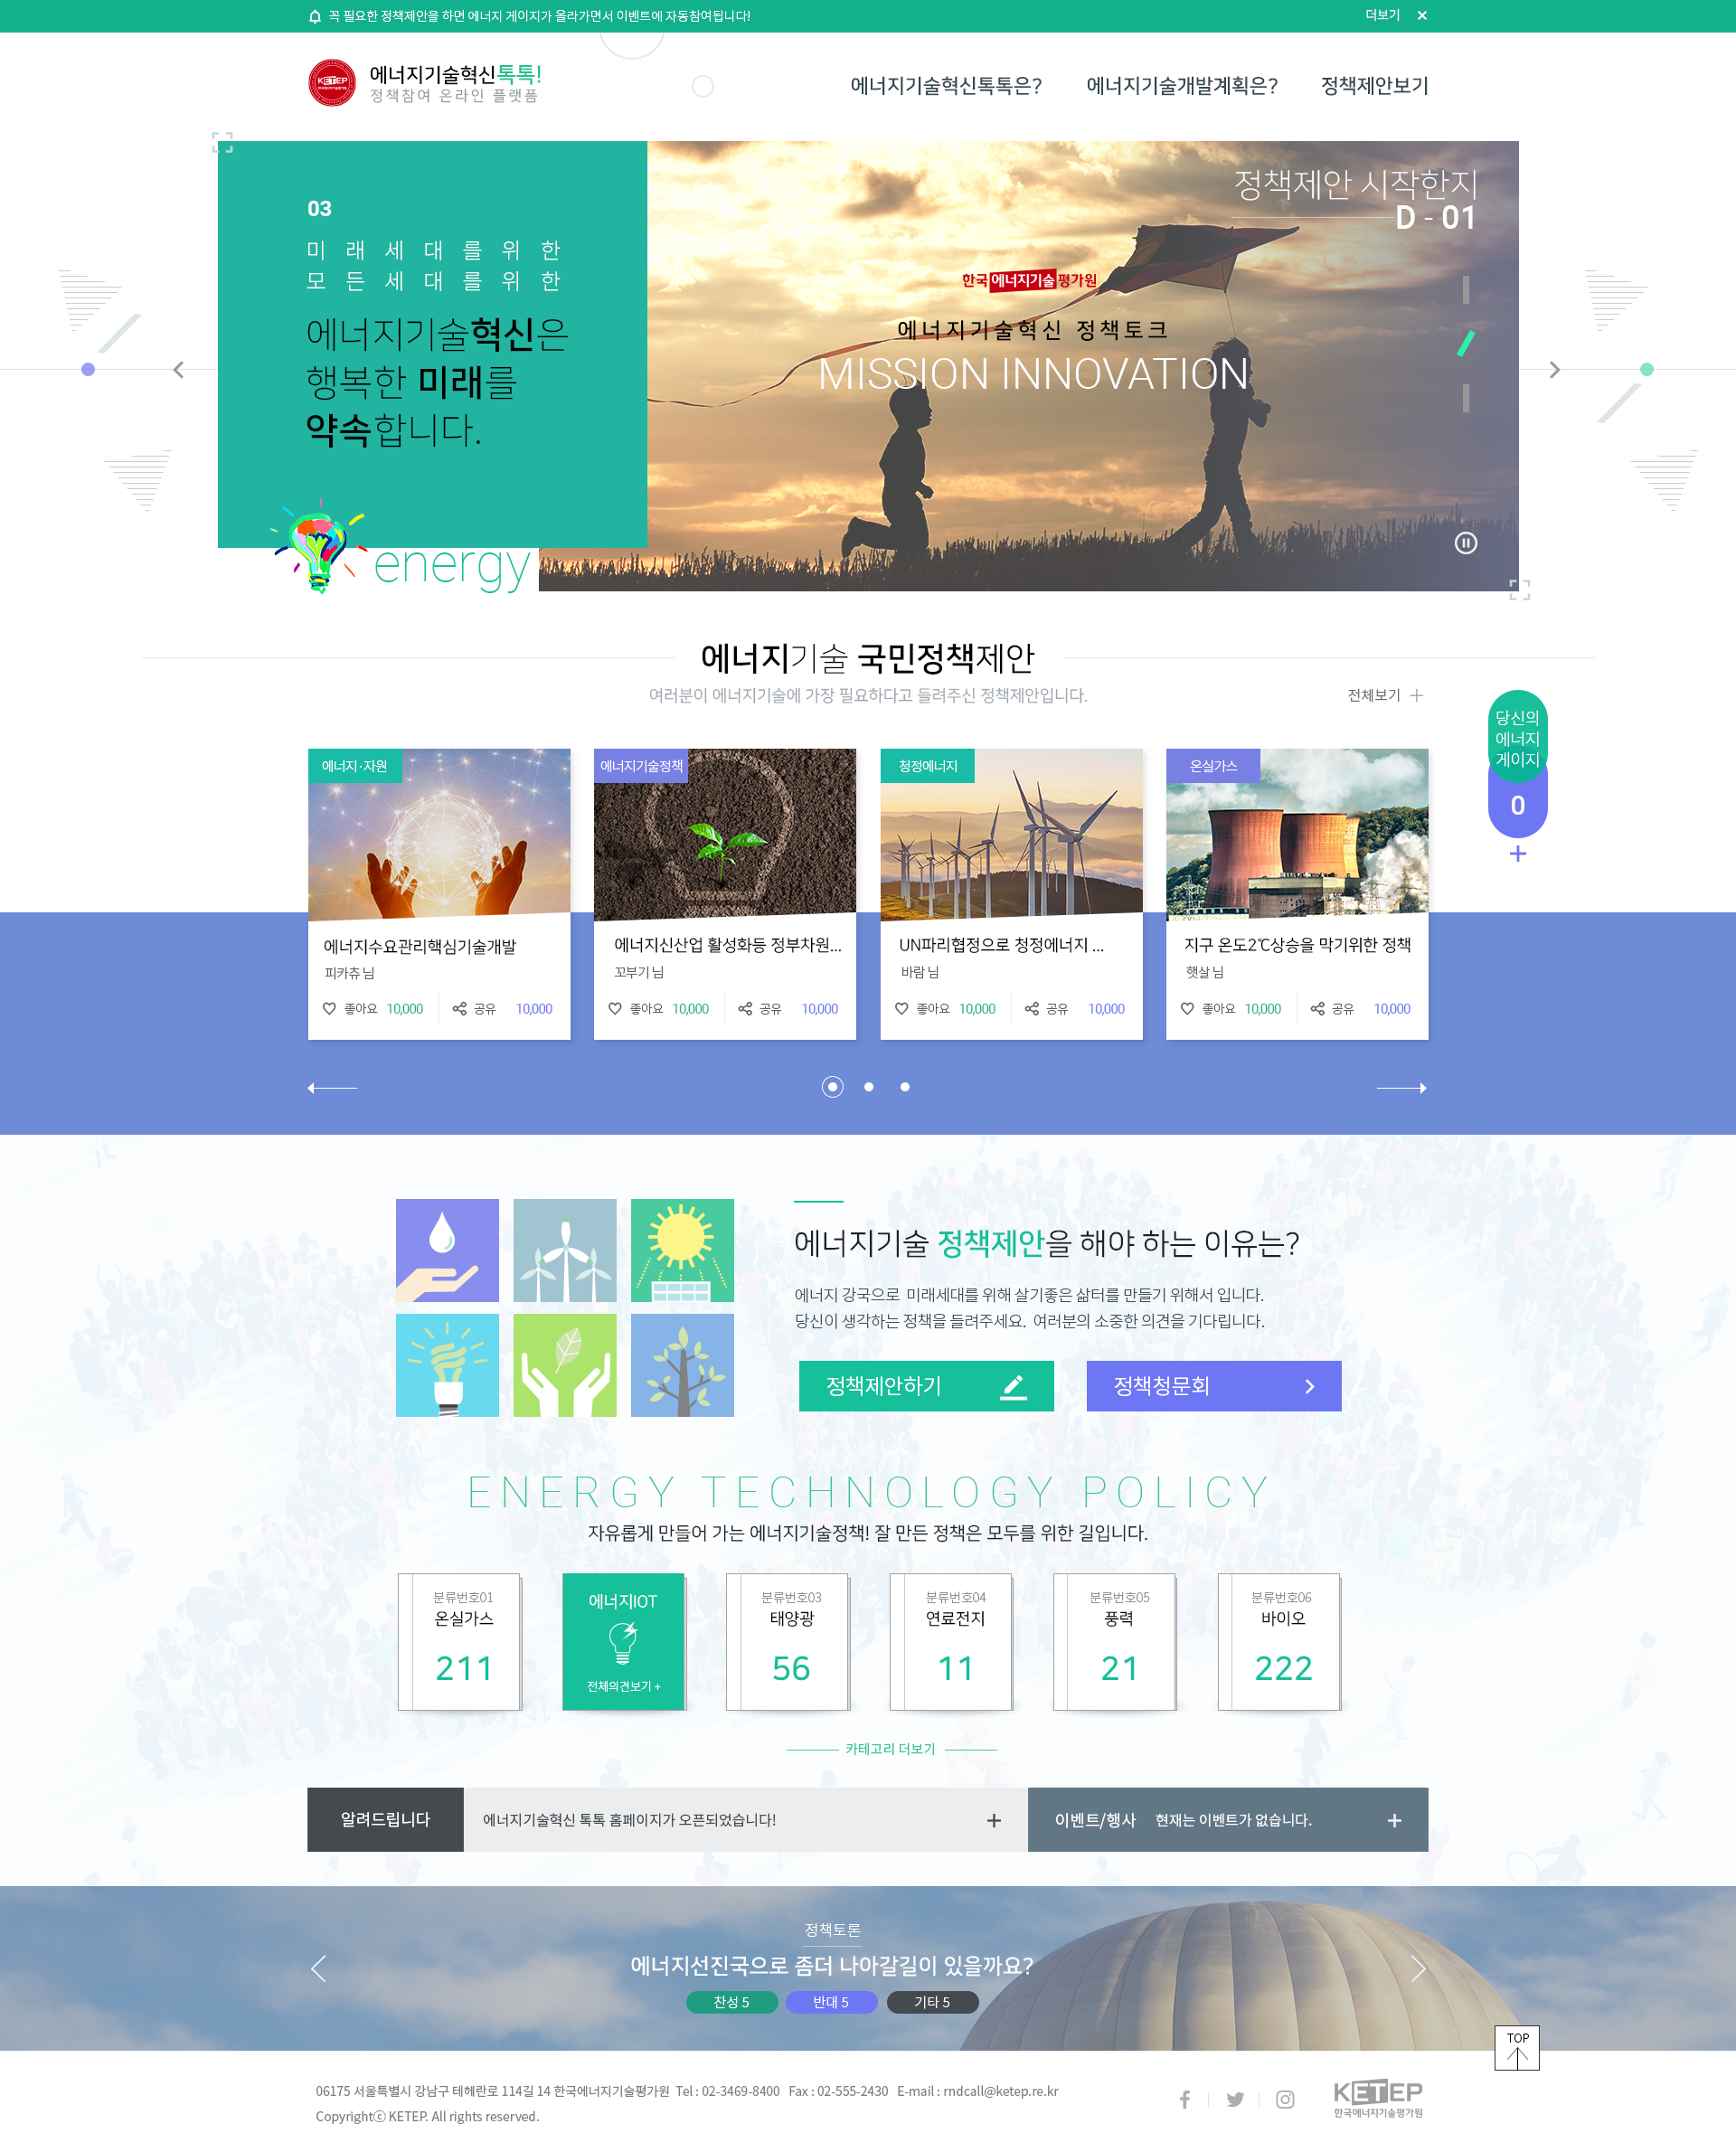 꼭 필요한 정책제안을 하면 에너지 게이지가 올라가면서 이벤트에 자동참여됩니다!
더보기
KETEP
에너지기술혁신톡톡!
정책참여 온라인 플랫폼
에너지기술혁신톡톡은?
에너지기술개발계획은?
정책제안보기
03
미래세대를위한
모든세대를위한
에너지기술혁신은
행복한 미래를
약속합니다.
energy
정책제안 시작한지
D - 01
한국에너지기술평가원
에너지기술혁신 정책토크
MISSION INNOVATION
에너지기술 국민정책제안
여러분이 에너지기술에 가장 필요하다고 들려주신 정책제안입니다.
전체보기
당신의
에너지
게이지
0
에너지·자원
에너지수요관리핵심기술개발
피카츄 님
좋아요 10,000 공유 10,000
에너지기술정책
에너지신산업 활성화등 정부차원...
꼬부기 님
좋아요 10,000 공유 10,000
청정에너지
UN파리협정으로 청정에너지 ...
바람 님
좋아요 10,000 공유 10,000
온실가스
지구 온도2℃상승을 막기위한 정책
햇살 님
좋아요 10,000 공유 10,000
에너지기술 정책제안을 해야 하는 이유는?
에너지 강국으로 미래세대를 위해 살기좋은 삶터를 만들기 위해서 입니다.
당신이 생각하는 정책을 들려주세요. 여러분의 소중한 의견을 기다립니다.
정책제안하기
정책청문회
ENERGY TECHNOLOGY POLICY
자유롭게 만들어 가는 에너지기술정책! 잘 만든 정책은 모두를 위한 길입니다.
분류번호01
온실가스
211
에너지IOT
전체의견보기 +
분류번호03
태양광
56
분류번호04
연료전지
11
분류번호05
풍력
21
분류번호06
바이오
222
카테고리 더보기
알려드립니다
에너지기술혁신 톡톡 홈페이지가 오픈되었습니다!
이벤트/행사
현재는 이벤트가 없습니다.
정책토론
에너지선진국으로 좀더 나아갈길이 있을까요?
찬성 5
반대 5
기타 5
TOP
06175 서울특별시 강남구 테헤란로 114길 14 한국에너지기술평가원 Tel : 02-3469-8400 Fax : 02-555-2430 E-mail : rndcall@ketep.re.kr
Copyrightⓒ KETEP. All rights reserved.
KETEP
한국에너지기술평가원